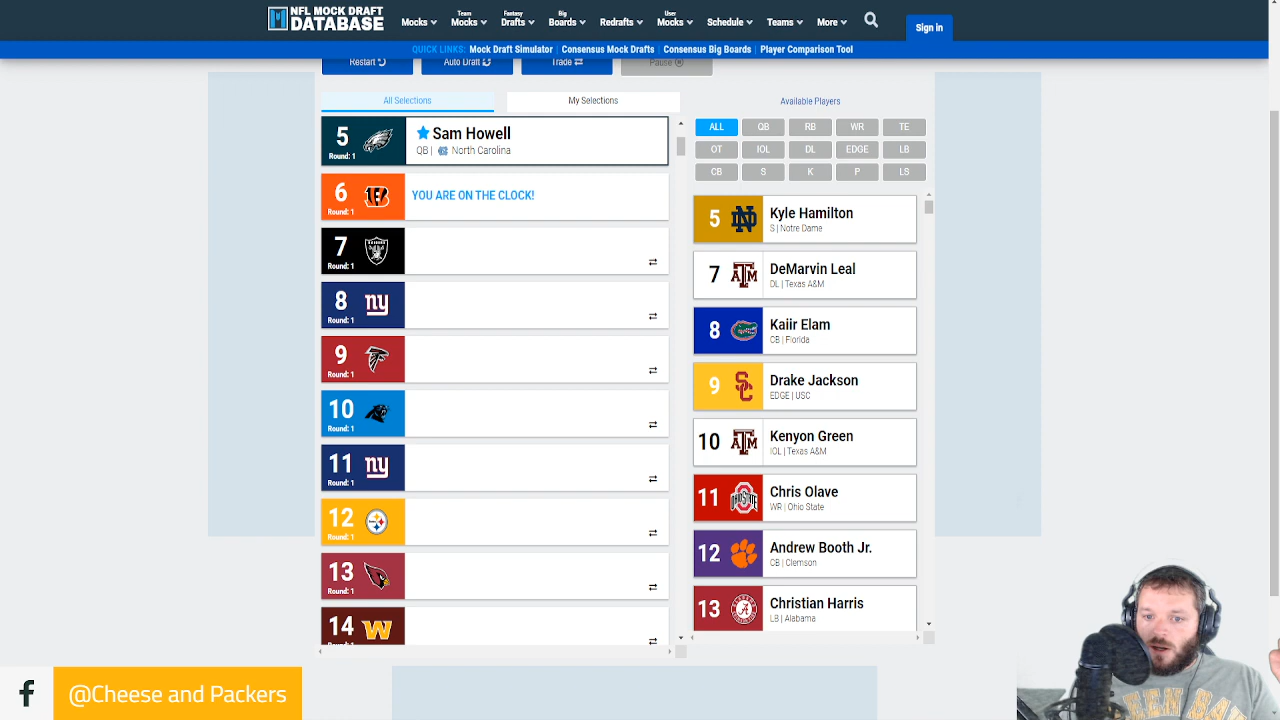 NFL MOCK DRAFT
DATABASE
Mocks
Team
Mocks
Fantasy
Drafts
Big
Boards
Redrafts
User
Mocks
Schedule
Teams
More
Sign in
QUICK LINKS: Mock Draft Simulator Consensus Mock Drafts Consensus Big Boards Player Comparison Tool
Restart Auto Draft Trade Pause
All Selections My Selections
Available Players
5
Round: 1
Sam Howell
QB | North Carolina
6
Round: 1
YOU ARE ON THE CLOCK!
7
Round: 1
8
Round: 1
ny
9
Round: 1
10
Round: 1
11
Round: 1
ny
12
Round: 1
13
Round: 1
14
Round: 1
W
ALL QB RB WR TE
OT IOL DL EDGE LB
CB S K P LS
5 Kyle Hamilton
S | Notre Dame
7 ATM DeMarvin Leal
DL | Texas A&M
8 Kaiir Elam
CB | Florida
9 SC Drake Jackson
EDGE | USC
10 ATM Kenyon Green
IOL | Texas A&M
11 Chris Olave
WR | Ohio State
12 Andrew Booth Jr.
CB | Clemson
13 Christian Harris
LB | Alabama
f @Cheese and Packers